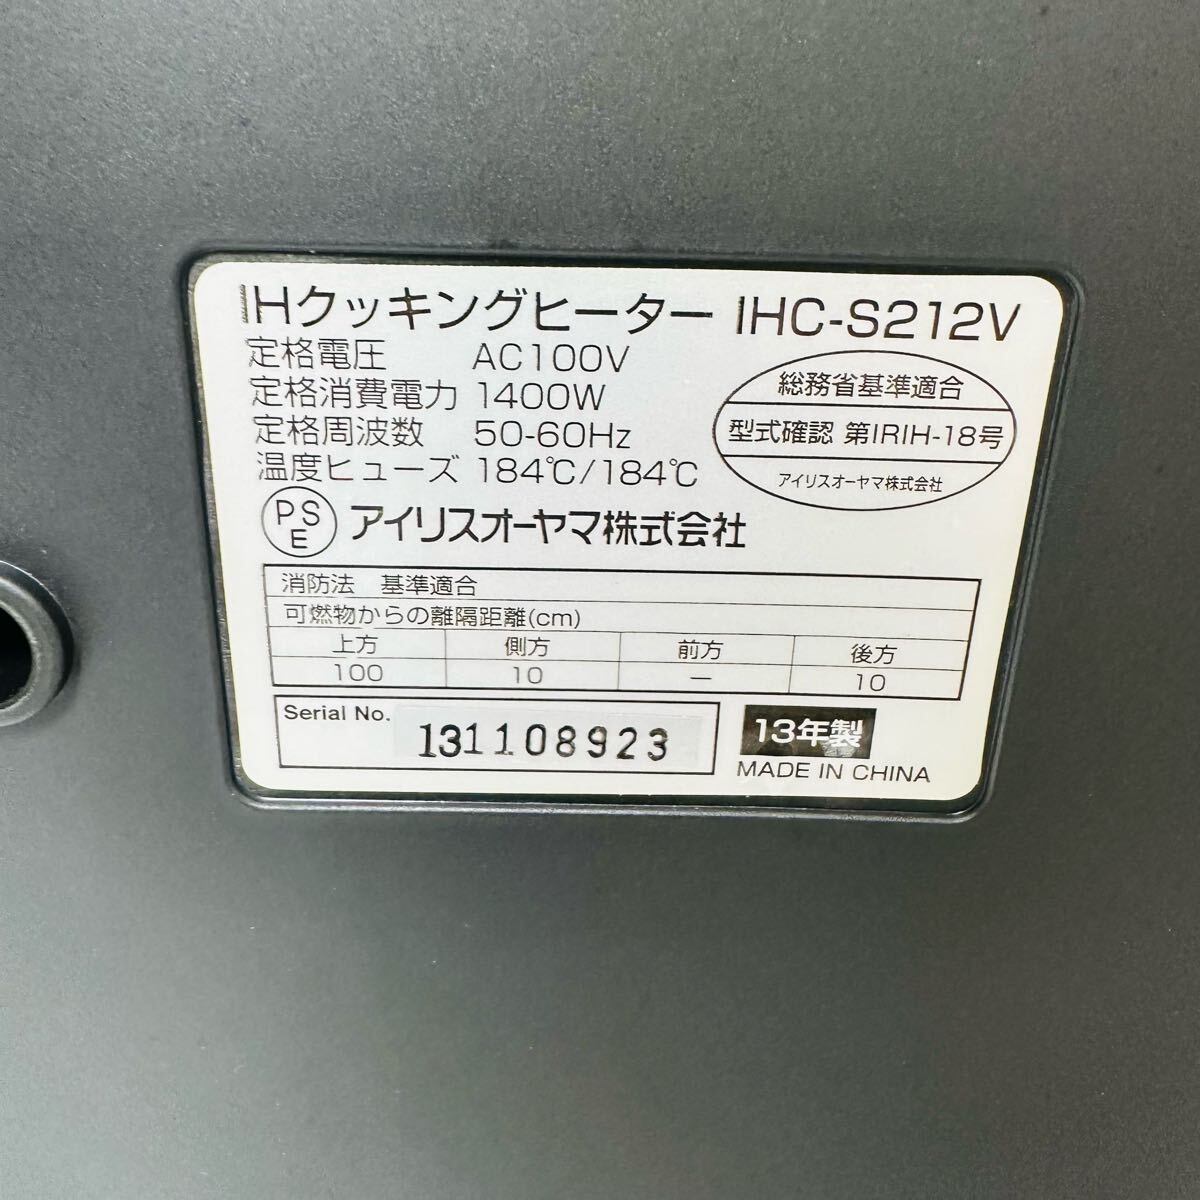 IHクッキングヒーター IHC-S212V
定格電圧 AC100V
定格消費電力 1400W
定格周波数 50-60Hz
温度ヒューズ 184℃/184℃
総務省基準適合
型式確認 第IRIH-18号
アイリスオーヤマ株式会社
PSE アイリスオーヤマ株式会社
消防法 基準適合
可燃物からの離隔距離(cm)
上方 側方 前方 後方
100 10 — 10
Serial No. 131108923
13年製
MADE IN CHINA